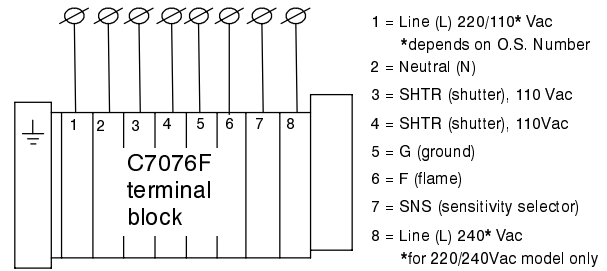 1 = Line (L) 220/110* Vac
*depends on O.S. Number
2 = Neutral (N)
3 = SHTR (shutter), 110 Vac
4 = SHTR (shutter), 110Vac
5 = G (ground)
6 = F (flame)
7 = SNS (sensitivity selector)
8 = Line (L) 240* Vac
*for 220/240Vac model only
1 2 3 4 5 6 7 8
C7076F
terminal
block